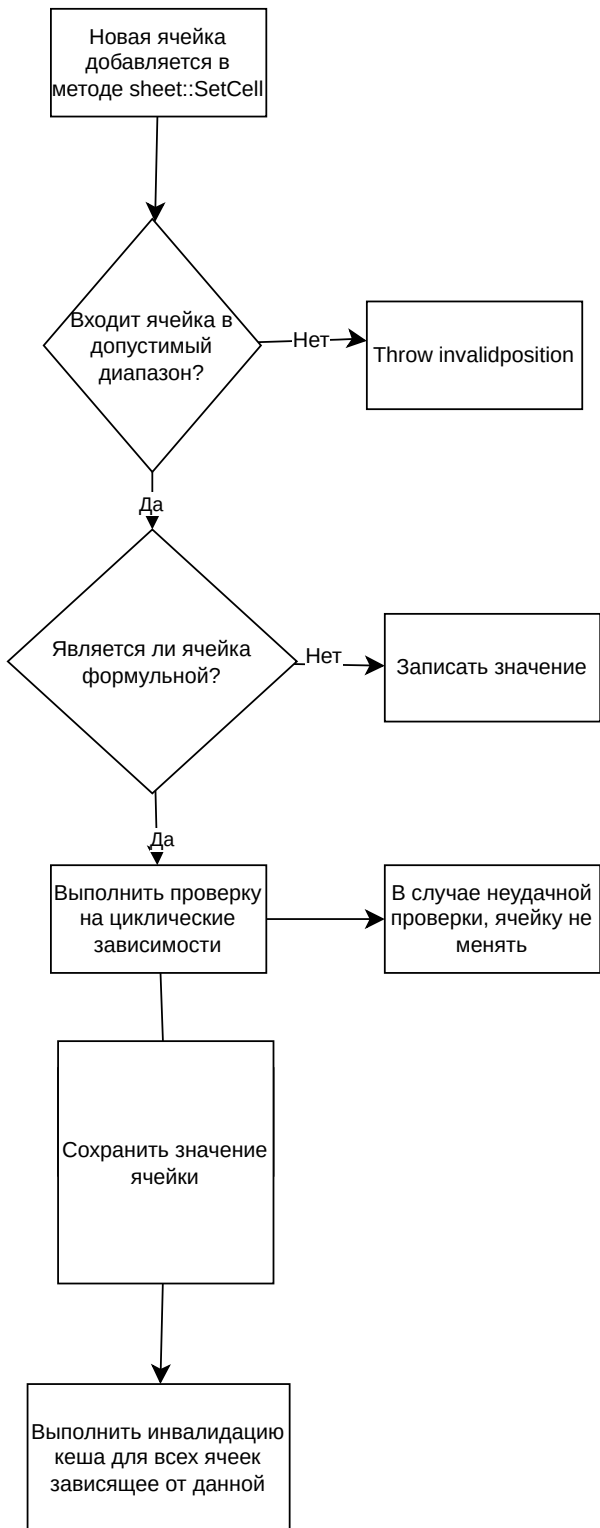 Новая ячейка
добавляется в
методе sheet::SetCell
Входит ячейка в
допустимый
диапазон?
Нет
Throw invalidposition
Да
Является ли ячейка
формульной?
Нет
Записать значение
Да
Выполнить проверку
на циклические
зависимости
В случае неудачной
проверки, ячейку не
менять
Сохранить значение
ячейки
Выполнить инвалидацию
кеша для всех ячеек
зависящее от данной